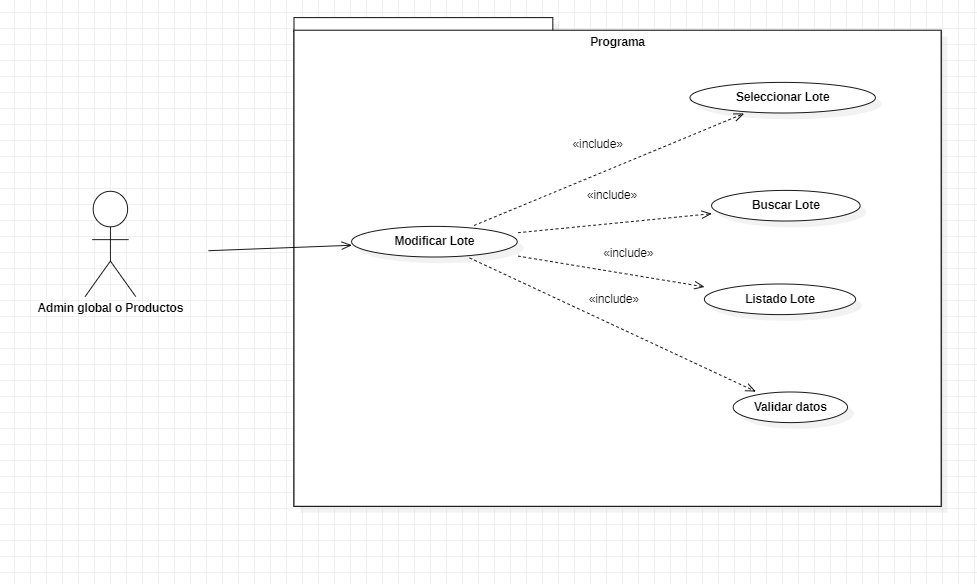 Programa
Seleccionar Lote
«include»
«include»
Buscar Lote
Modificar Lote
«include»
Listado Lote
«include»
Admin global o Productos
Validar datos